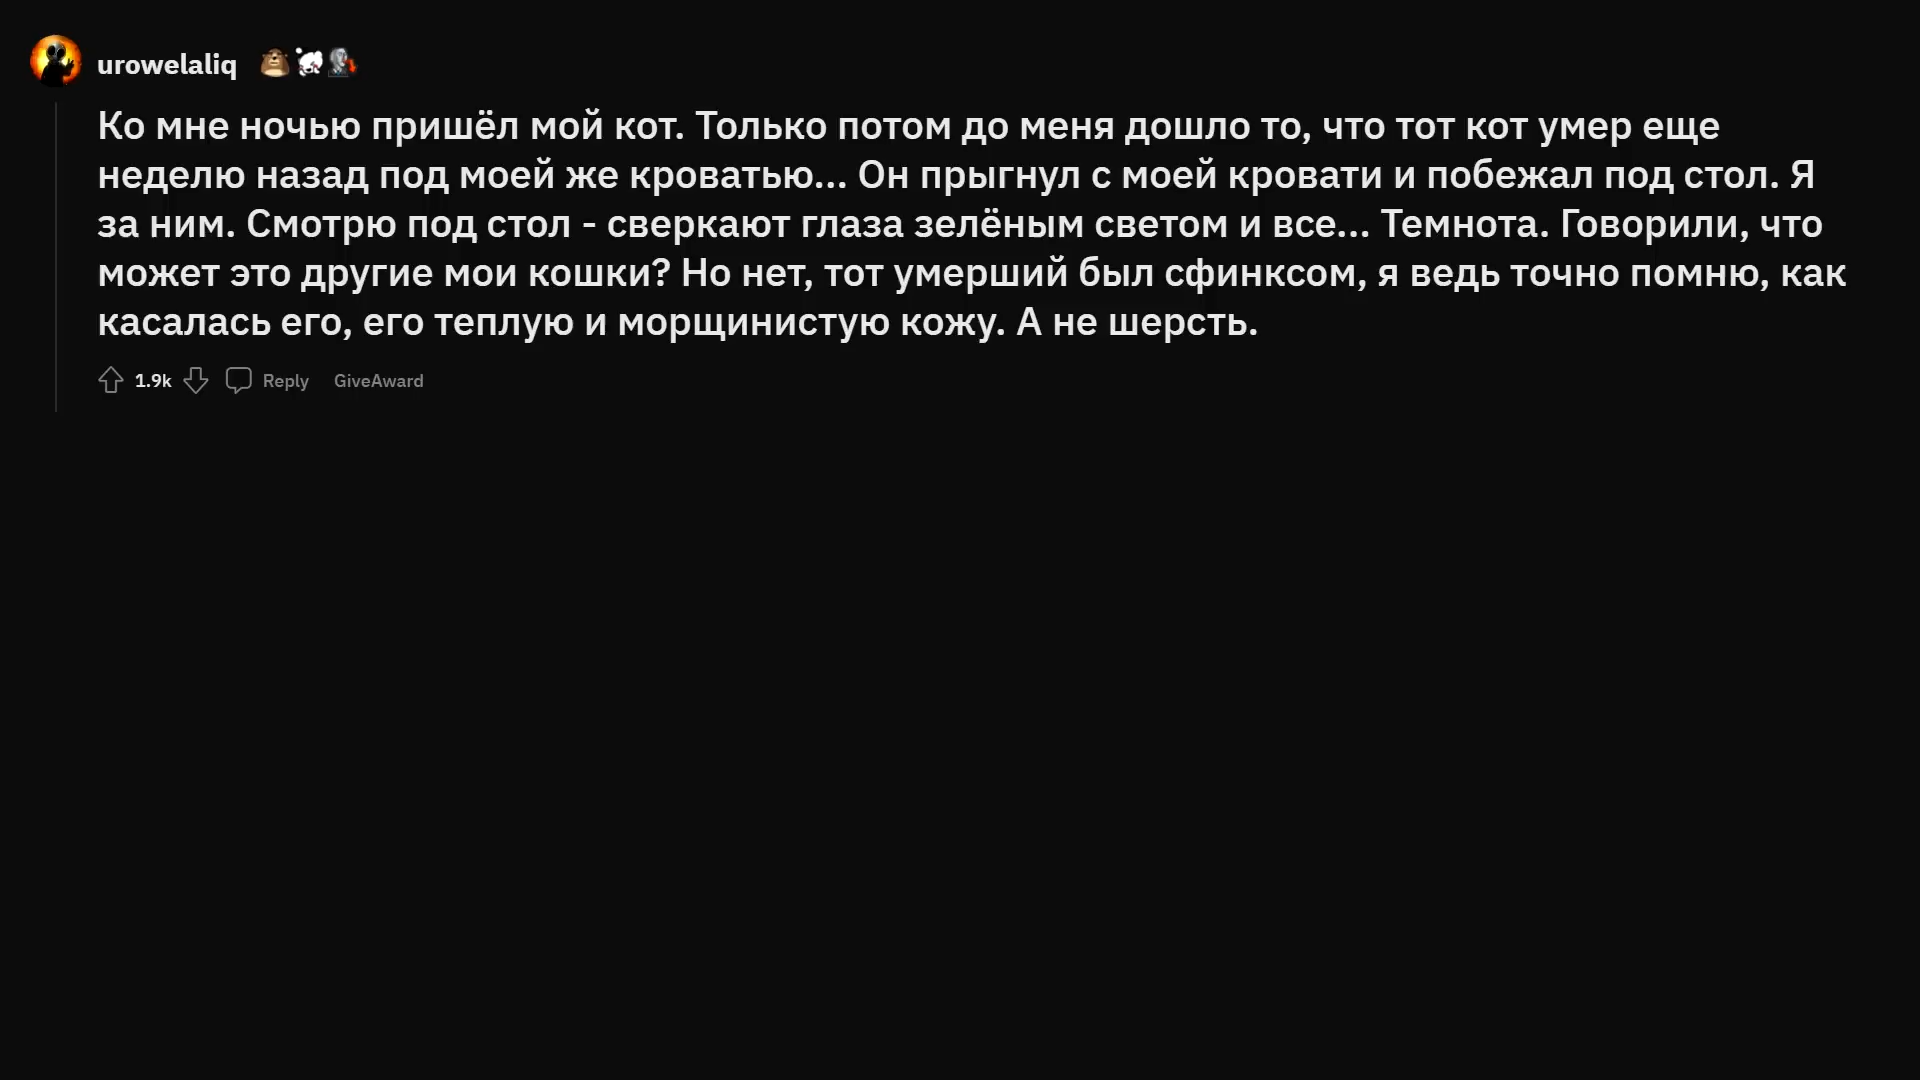 urowelaliq
Ко мне ночью пришёл мой кот. Только потом до меня дошло то, что тот кот умер еще
неделю назад под моей же кроватью... Он прыгнул с моей кровати и побежал под стол. Я
за ним. Смотрю под стол - сверкают глаза зелёным светом и все... Темнота. Говорили, что
может это другие мои кошки? Но нет, тот умерший был сфинксом, я ведь точно помню, как
касалась его, его теплую и морщинистую кожу. А не шерсть.
1.9k Reply GiveAward